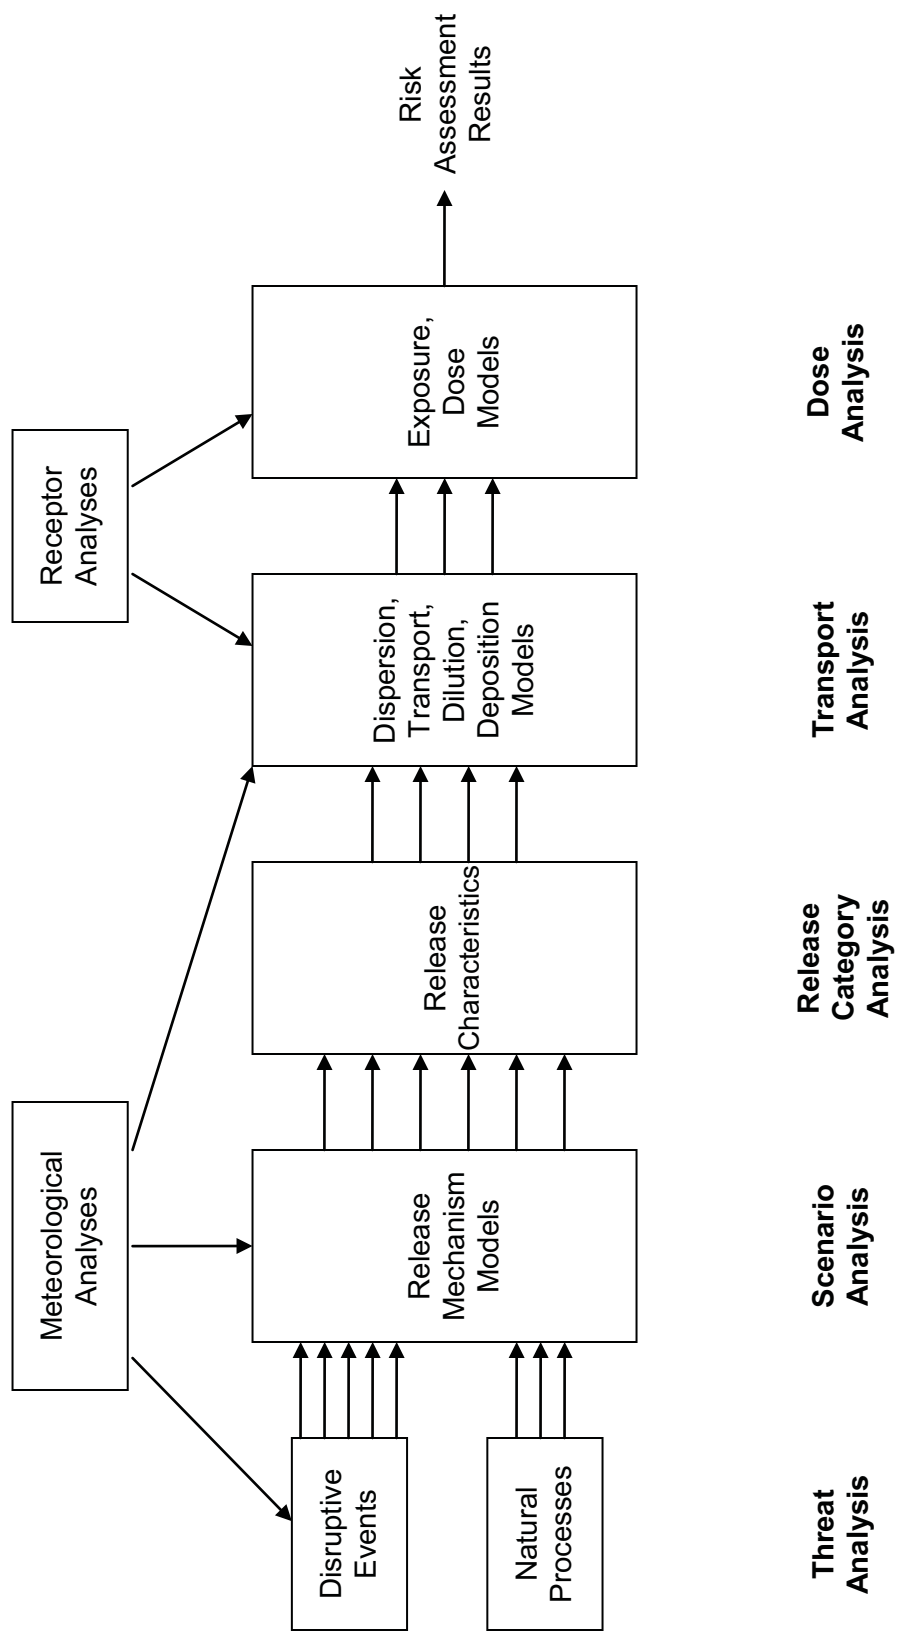 Meteorological
Analyses
Receptor
Analyses
Disruptive
Events
Natural
Processes
Release
Mechanism
Models
Release
Characteristics
Dispersion,
Transport,
Dilution,
Deposition
Models
Exposure,
Dose
Models
Risk
Assessment
Results
Threat
Analysis
Scenario
Analysis
Release
Category
Analysis
Transport
Analysis
Dose
Analysis